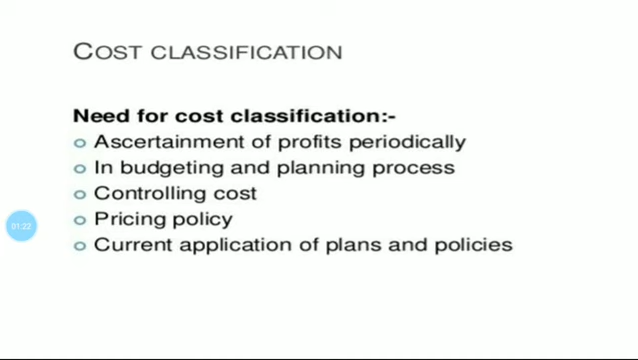 COST CLASSIFICATION
Need for cost classification:-
Ascertainment of profits periodically
In budgeting and planning process
Controlling cost
Pricing policy
Current application of plans and policies
01:22